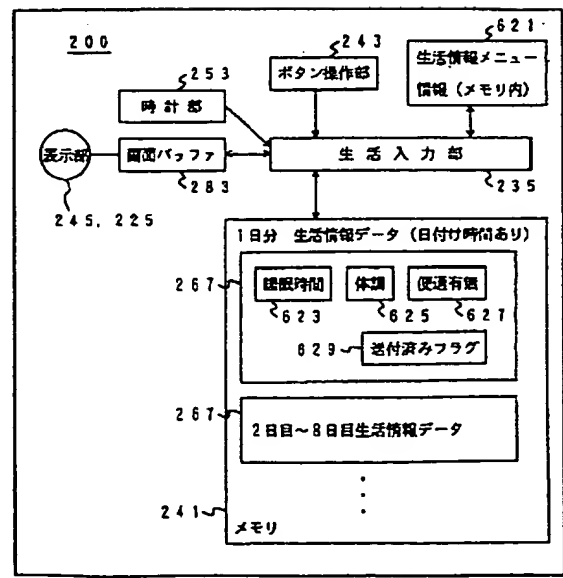 200
621
243
生活情報メニュー
情報（メモリ内）
ボタン操作部
253
時計部
表示部
画面バッファ
生活入力部
245, 225
283
235
1日分 生活情報データ（日付け時間あり）
267
睡眠時間
体調
便通有無
623
625
627
629
送付済みフラグ
267
2日目～8日目生活情報データ
241
メモリ